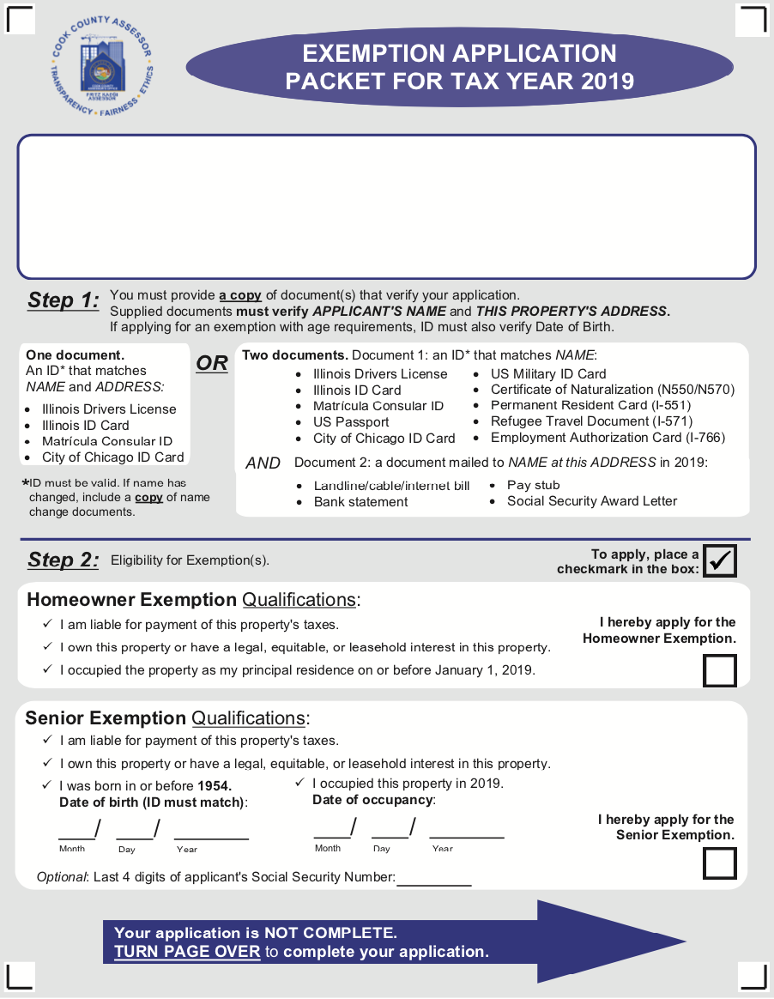 COOK COUNTY ASSESSOR
TRANSPARENCY • FAIRNESS • ETHICS
COOK COUNTY
ASSESSOR'S OFFICE
FRITZ KAEGI
ASSESSOR
EXEMPTION APPLICATION
PACKET FOR TAX YEAR 2019
Step 1:
You must provide a copy of document(s) that verify your application.
Supplied documents must verify APPLICANT'S NAME and THIS PROPERTY'S ADDRESS.
If applying for an exemption with age requirements, ID must also verify Date of Birth.
One document.
An ID* that matches
NAME and ADDRESS:
• Illinois Drivers License
• Illinois ID Card
• Matrícula Consular ID
• City of Chicago ID Card
OR
Two documents. Document 1: an ID* that matches NAME:
• Illinois Drivers License
• Illinois ID Card
• Matrícula Consular ID
• US Passport
• City of Chicago ID Card
• US Military ID Card
• Certificate of Naturalization (N550/N570)
• Permanent Resident Card (I-551)
• Refugee Travel Document (I-571)
• Employment Authorization Card (I-766)
AND Document 2: a document mailed to NAME at this ADDRESS in 2019:
• Landline/cable/internet bill
• Bank statement
• Pay stub
• Social Security Award Letter
*ID must be valid. If name has
changed, include a copy of name
change documents.
Step 2: Eligibility for Exemption(s).
To apply, place a
checkmark in the box: ✓
Homeowner Exemption Qualifications:
✓ I am liable for payment of this property's taxes.
✓ I own this property or have a legal, equitable, or leasehold interest in this property.
✓ I occupied the property as my principal residence on or before January 1, 2019.
I hereby apply for the
Homeowner Exemption.
Senior Exemption Qualifications:
✓ I am liable for payment of this property's taxes.
✓ I own this property or have a legal, equitable, or leasehold interest in this property.
✓ I was born in or before 1954.
Date of birth (ID must match):
/ /
Month Day Year
✓ I occupied this property in 2019.
Date of occupancy:
/ /
Month Day Year
I hereby apply for the
Senior Exemption.
Optional: Last 4 digits of applicant's Social Security Number:
Your application is NOT COMPLETE.
TURN PAGE OVER to complete your application.